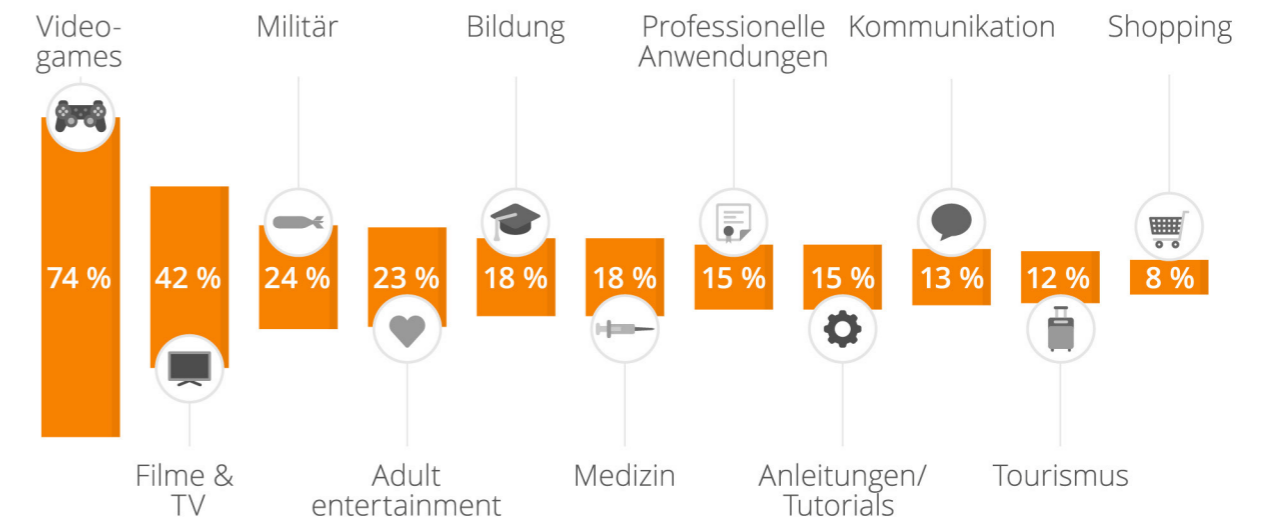 Video-
games
Militär
Bildung
Professionelle
Anwendungen
Kommunikation
Shopping
74 %
42 %
24 %
23 %
18 %
18 %
15 %
15 %
13 %
12 %
8 %
Filme &
TV
Adult
entertainment
Medizin
Anleitungen/
Tutorials
Tourismus